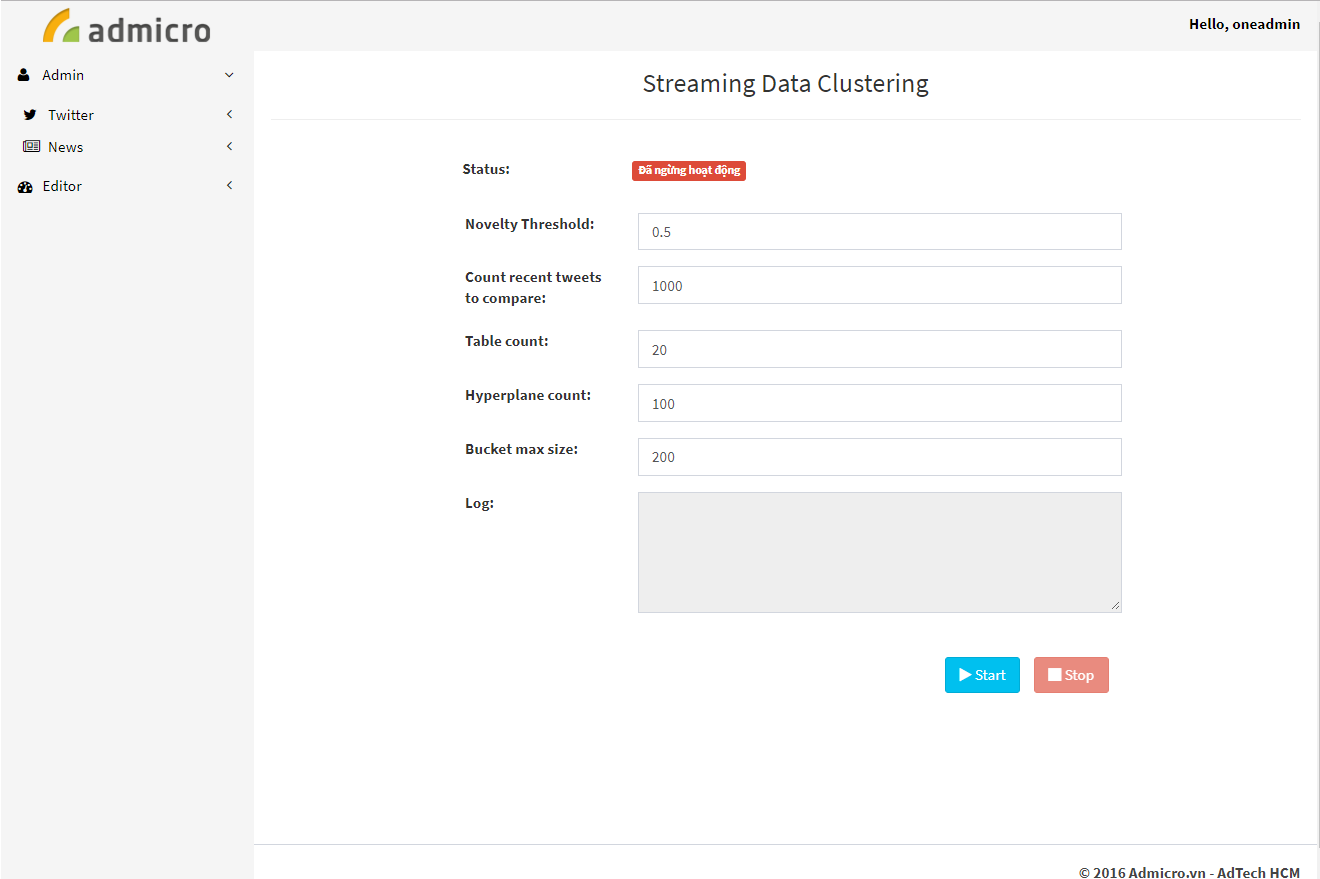 admicro
Hello, oneadmin
Admin
Twitter
News
Editor
Streaming Data Clustering
Status:
Đã ngừng hoạt động
Novelty Threshold:
0.5
Count recent tweets
to compare:
1000
Table count:
20
Hyperplane count:
100
Bucket max size:
200
Log:
Start
Stop
© 2016 Admicro.vn - AdTech HCM